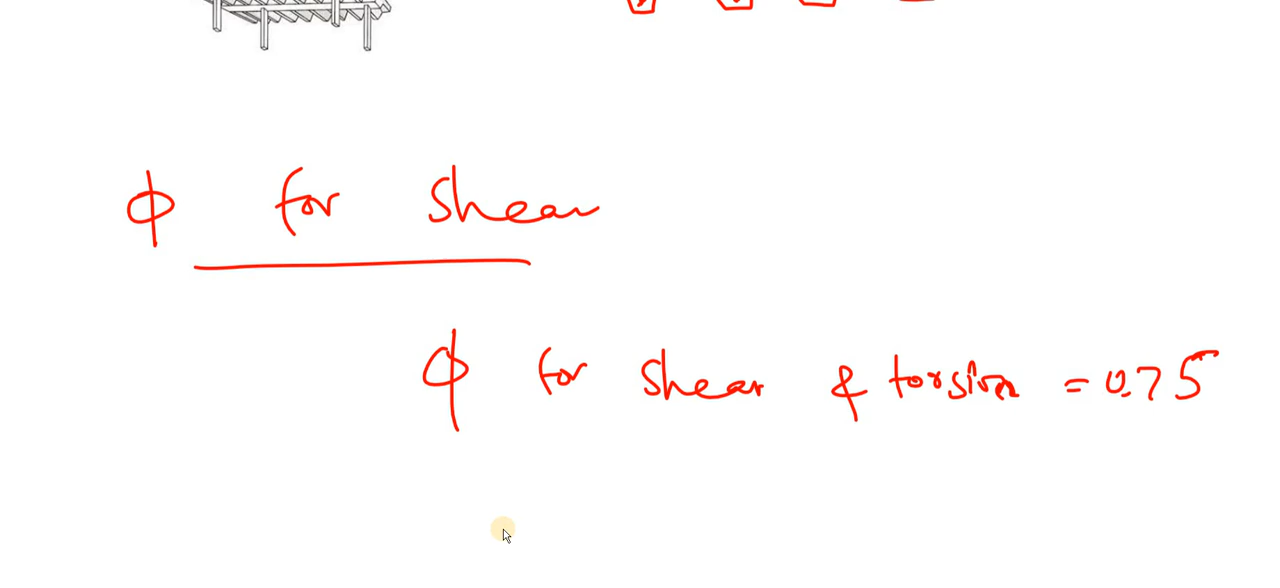 ϕ for shear
ϕ for shear & torsion = 0.75